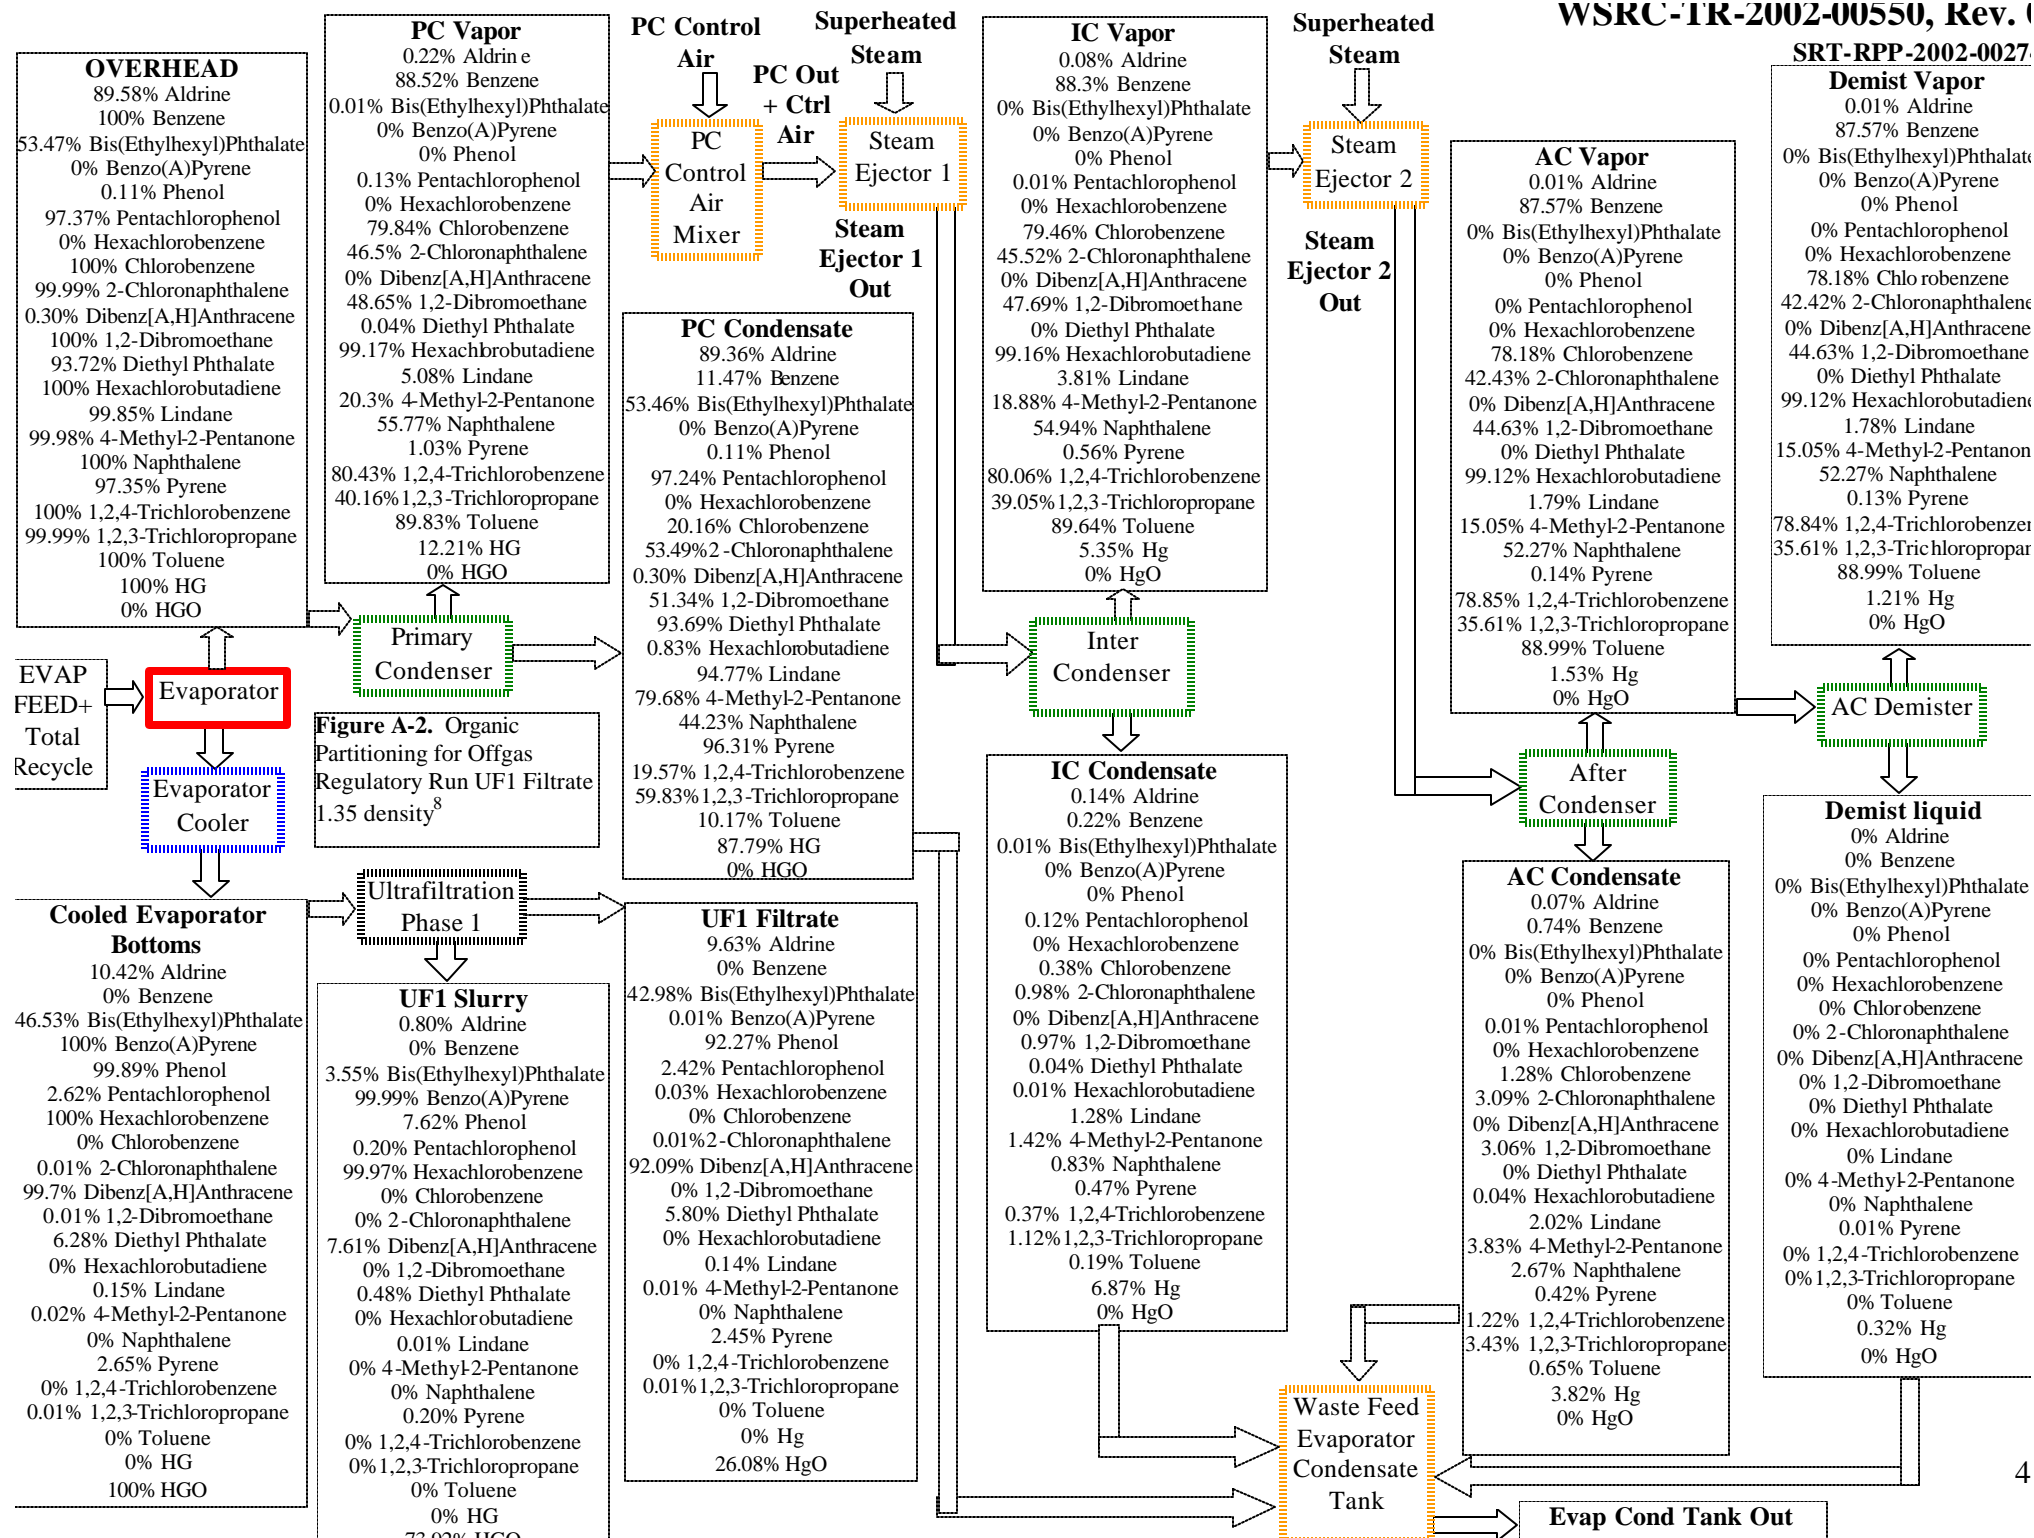 WSRC-TR-2002-00550, Rev.
SRT-RPP-2002-0027
OVERHEAD
89.58% Aldrine
100% Benzene
53.47% Bis(Ethylhexyl)Phthalate
0% Benzo(A)Pyrene
0.11% Phenol
97.37% Pentachlorophenol
0% Hexachlorobenzene
100% Chlorobenzene
99.99% 2-Chloronaphthalene
0.30% Dibenz[A,H]Anthracene
100% 1,2-Dibromoethane
93.72% Diethyl Phthalate
100% Hexachlorobutadiene
99.85% Lindane
99.98% 4-Methyl-2-Pentanone
100% Naphthalene
97.35% Pyrene
100% 1,2,4-Trichlorobenzene
99.99% 1,2,3-Trichloropropane
100% Toluene
100% HG
0% HGO
PC Vapor
0.22% Aldrin e
88.52% Benzene
0.01% Bis(Ethylhexyl)Phthalate
0% Benzo(A)Pyrene
0% Phenol
0.13% Pentachlorophenol
0% Hexachlorobenzene
79.84% Chlorobenzene
46.5% 2-Chloronaphthalene
0% Dibenz[A,H]Anthracene
48.65% 1,2-Dibromoethane
0.04% Diethyl Phthalate
99.17% Hexachlorobutadiene
5.08% Lindane
20.3% 4-Methyl-2-Pentanone
55.77% Naphthalene
1.03% Pyrene
80.43% 1,2,4-Trichlorobenzene
40.16%1,2,3-Trichloropropane
89.83% Toluene
12.21% HG
0% HGO
PC Control
Air
PC Out
+ Ctrl
Air
Superheated
Steam
PC
Control
Air
Mixer
Steam
Ejector 1
Steam
Ejector 1
Out
IC Vapor
0.08% Aldrine
88.3% Benzene
0% Bis(Ethylhexyl)Phthalate
0% Benzo(A)Pyrene
0% Phenol
0.01% Pentachlorophenol
0% Hexachlorobenzene
79.46% Chlorobenzene
45.52% 2-Chloronaphthalene
0% Dibenz[A,H]Anthracene
47.69% 1,2-Dibromoethane
0% Diethyl Phthalate
99.16% Hexachlorobutadiene
3.81% Lindane
18.88% 4-Methyl-2-Pentanone
54.94% Naphthalene
0.56% Pyrene
80.06% 1,2,4-Trichlorobenzene
39.05%1,2,3-Trichloropropane
89.64% Toluene
5.35% Hg
0% HgO
Superheated
Steam
Steam
Ejector 2
Steam
Ejector 2
Out
AC Vapor
0.01% Aldrine
87.57% Benzene
0% Bis(Ethylhexyl)Phthalate
0% Benzo(A)Pyrene
0% Phenol
0% Pentachlorophenol
0% Hexachlorobenzene
78.18% Chlorobenzene
42.43% 2-Chloronaphthalene
0% Dibenz[A,H]Anthracene
44.63% 1,2-Dibromoethane
0% Diethyl Phthalate
99.12% Hexachlorobutadiene
1.79% Lindane
15.05% 4-Methyl-2-Pentanone
52.27% Naphthalene
0.14% Pyrene
78.85% 1,2,4-Trichlorobenzene
35.61% 1,2,3-Trichloropropane
88.99% Toluene
1.53% Hg
0% HgO
Demist Vapor
0.01% Aldrine
87.57% Benzene
0% Bis(Ethylhexyl)Phthalate
0% Benzo(A)Pyrene
0% Phenol
0% Pentachlorophenol
0% Hexachlorobenzene
78.18% Chlo robenzene
42.42% 2-Chloronaphthalene
0% Dibenz[A,H]Anthracene
44.63% 1,2-Dibromoethane
0% Diethyl Phthalate
99.12% Hexachlorobutadiene
1.78% Lindane
15.05% 4-Methyl-2-Pentanon
52.27% Naphthalene
0.13% Pyrene
78.84% 1,2,4-Trichlorobenzen
35.61% 1,2,3-Trichloropropan
88.99% Toluene
1.21% Hg
0% HgO
EVAP
FEED+
Total
Recycle
Evaporator
Primary
Condenser
Evaporator
Cooler
Figure A-2. Organic
Partitioning for Offgas
Regulatory Run UF1 Filtrate
1.35 density8
PC Condensate
89.36% Aldrine
11.47% Benzene
53.46% Bis(Ethylhexyl)Phthalate
0% Benzo(A)Pyrene
0.11% Phenol
97.24% Pentachlorophenol
0% Hexachlorobenzene
20.16% Chlorobenzene
53.49%2 -Chloronaphthalene
0.30% Dibenz[A,H]Anthracene
51.34% 1,2-Dibromoethane
93.69% Diethyl Phthalate
0.83% Hexachlorobutadiene
94.77% Lindane
79.68% 4-Methyl-2-Pentanone
44.23% Naphthalene
96.31% Pyrene
19.57% 1,2,4-Trichlorobenzene
59.83%1,2,3-Trichloropropane
10.17% Toluene
87.79% HG
0% HGO
Inter
Condenser
After
Condenser
AC Demister
Cooled Evaporator
Bottoms
10.42% Aldrine
0% Benzene
46.53% Bis(Ethylhexyl)Phthalate
100% Benzo(A)Pyrene
99.89% Phenol
2.62% Pentachlorophenol
100% Hexachlorobenzene
0% Chlorobenzene
0.01% 2-Chloronaphthalene
99.7% Dibenz[A,H]Anthracene
0.01% 1,2-Dibromoethane
6.28% Diethyl Phthalate
0% Hexachlorobutadiene
0.15% Lindane
0.02% 4-Methyl-2-Pentanone
0% Naphthalene
2.65% Pyrene
0% 1,2,4-Trichlorobenzene
0.01% 1,2,3-Trichloropropane
0% Toluene
0% HG
100% HGO
Ultrafiltration
Phase 1
UF1 Slurry
0.80% Aldrine
0% Benzene
3.55% Bis(Ethylhexyl)Phthalate
99.99% Benzo(A)Pyrene
7.62% Phenol
0.20% Pentachlorophenol
99.97% Hexachlorobenzene
0% Chlorobenzene
0% 2-Chloronaphthalene
7.61% Dibenz[A,H]Anthracene
0% 1,2-Dibromoethane
0.48% Diethyl Phthalate
0% Hexachlorobutadiene
0.01% Lindane
0% 4-Methyl-2-Pentanone
0% Naphthalene
0.20% Pyrene
0% 1,2,4-Trichlorobenzene
0%1,2,3-Trichloropropane
0% Toluene
0% HG
73.92% HGO
UF1 Filtrate
9.63% Aldrine
0% Benzene
42.98% Bis(Ethylhexyl)Phthalate
0.01% Benzo(A)Pyrene
92.27% Phenol
2.42% Pentachlorophenol
0.03% Hexachlorobenzene
0% Chlorobenzene
0.01%2-Chloronaphthalene
92.09% Dibenz[A,H]Anthracene
0% 1,2-Dibromoethane
5.80% Diethyl Phthalate
0% Hexachlorobutadiene
0.14% Lindane
0.01% 4-Methyl-2-Pentanone
0% Naphthalene
2.45% Pyrene
0% 1,2,4-Trichlorobenzene
0.01%1,2,3-Trichloropropane
0% Toluene
0% Hg
26.08% HgO
IC Condensate
0.14% Aldrine
0.22% Benzene
0.01% Bis(Ethylhexyl)Phthalate
0% Benzo(A)Pyrene
0% Phenol
0.12% Pentachlorophenol
0% Hexachlorobenzene
0.38% Chlorobenzene
0.98% 2-Chloronaphthalene
0% Dibenz[A,H]Anthracene
0.97% 1,2-Dibromoethane
0.04% Diethyl Phthalate
0.01% Hexachlorobutadiene
1.28% Lindane
1.42% 4-Methyl-2-Pentanone
0.83% Naphthalene
0.47% Pyrene
0.37% 1,2,4-Trichlorobenzene
1.12%1,2,3-Trichloropropane
0.19% Toluene
6.87% Hg
0% HgO
AC Condensate
0.07% Aldrine
0.74% Benzene
0% Bis(Ethylhexyl)Phthalate
0% Benzo(A)Pyrene
0% Phenol
0.01% Pentachlorophenol
0% Hexachlorobenzene
1.28% Chlorobenzene
3.09% 2-Chloronaphthalene
0% Dibenz[A,H]Anthracene
3.06% 1,2-Dibromoethane
0% Diethyl Phthalate
0.04% Hexachlorobutadiene
2.02% Lindane
3.83% 4-Methyl-2-Pentanone
2.67% Naphthalene
0.42% Pyrene
1.22% 1,2,4-Trichlorobenzene
3.43% 1,2,3-Trichloropropane
0.65% Toluene
3.82% Hg
0% HgO
Demist liquid
0% Aldrine
0% Benzene
0% Bis(Ethylhexyl)Phthalate
0% Benzo(A)Pyrene
0% Phenol
0% Pentachlorophenol
0% Hexachlorobenzene
0% Chlorobenzene
0% 2-Chloronaphthalene
0% Dibenz[A,H]Anthracene
0% 1,2-Dibromoethane
0% Diethyl Phthalate
0% Hexachlorobutadiene
0% Lindane
0% 4-Methyl-2-Pentanone
0% Naphthalene
0.01% Pyrene
0% 1,2,4-Trichlorobenzene
0%1,2,3-Trichloropropane
0% Toluene
0.32% Hg
0% HgO
Waste Feed
Evaporator
Condensate
Tank
Evap Cond Tank Out
4